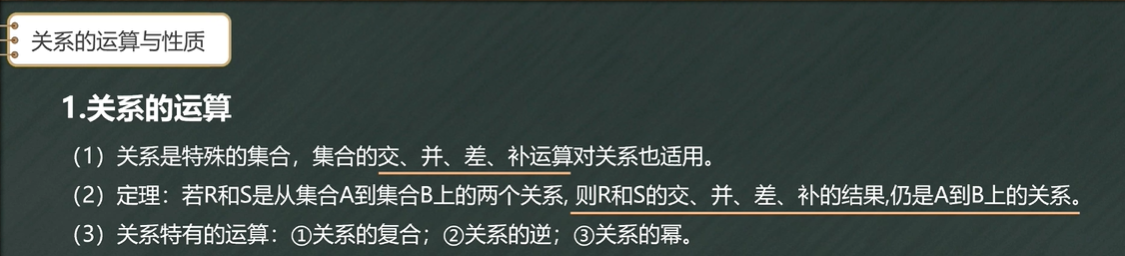 关系的运算与性质
1.关系的运算
（1）关系是特殊的集合，集合的交、并、差、补运算对关系也适用。
（2）定理：若R和S是从集合A到集合B上的两个关系, 则R和S的交、并、差、补的结果,仍是A到B上的关系。
（3）关系特有的运算：①关系的复合；②关系的逆；③关系的幂。